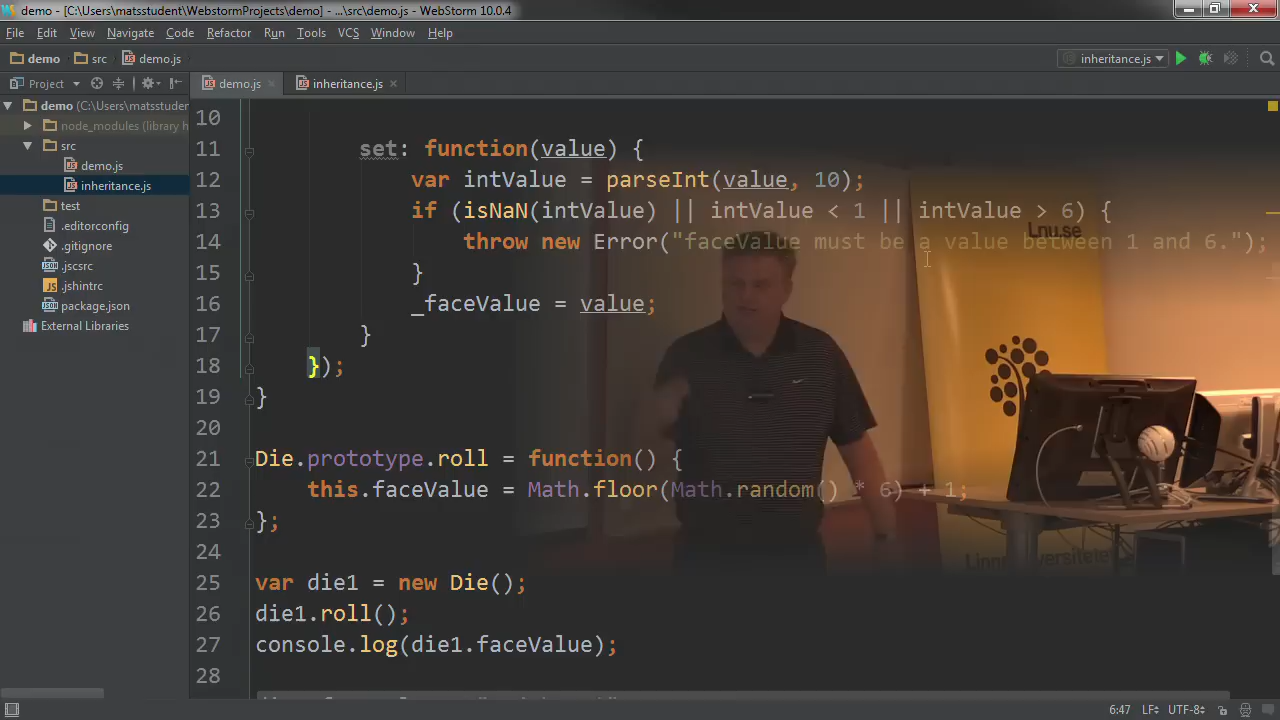 demo - [C:\Users\matsstudent\WebstormProjects\demo] - ...\src\demo.js - WebStorm 10.0.4
File Edit View Navigate Code Refactor Run Tools VCS Window Help
demo src demo.js inheritance.js
Project demo.js inheritance.js
demo (C:\Users\matsstudent
node_modules (library h
src
demo.js
inheritance.js
test
.editorconfig
.gitignore
.jscsrc
.jshintrc
package.json
External Libraries
10
11 set: function(value) {
12 var intValue = parseInt(value, 10);
13 if (isNaN(intValue) || intValue < 1 || intValue > 6) {
14 throw new Error("faceValue must be a value between 1 and 6.");
15 }
16 _faceValue = value;
17 }
18 });
19 }
20
21 Die.prototype.roll = function() {
22 this.faceValue = Math.floor(Math.random() * 6) + 1;
23 };
24
25 var die1 = new Die();
26 die1.roll();
27 console.log(die1.faceValue);
28
Lnu.se
6:47 LF UTF-8